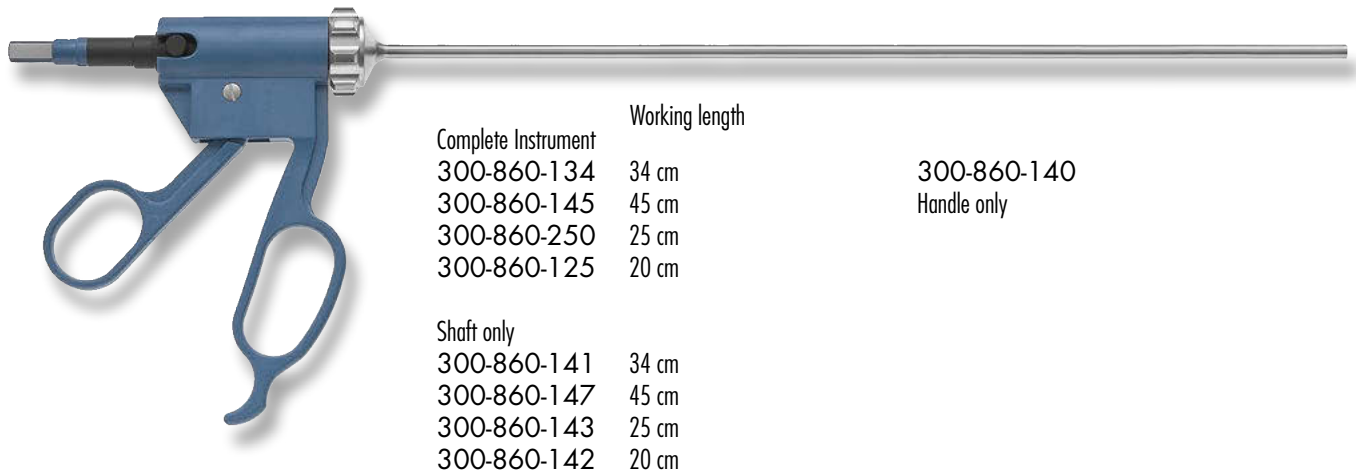 Working length
Complete Instrument
300-860-134 34 cm 300-860-140
300-860-145 45 cm Handle only
300-860-250 25 cm
300-860-125 20 cm
Shaft only
300-860-141 34 cm
300-860-147 45 cm
300-860-143 25 cm
300-860-142 20 cm